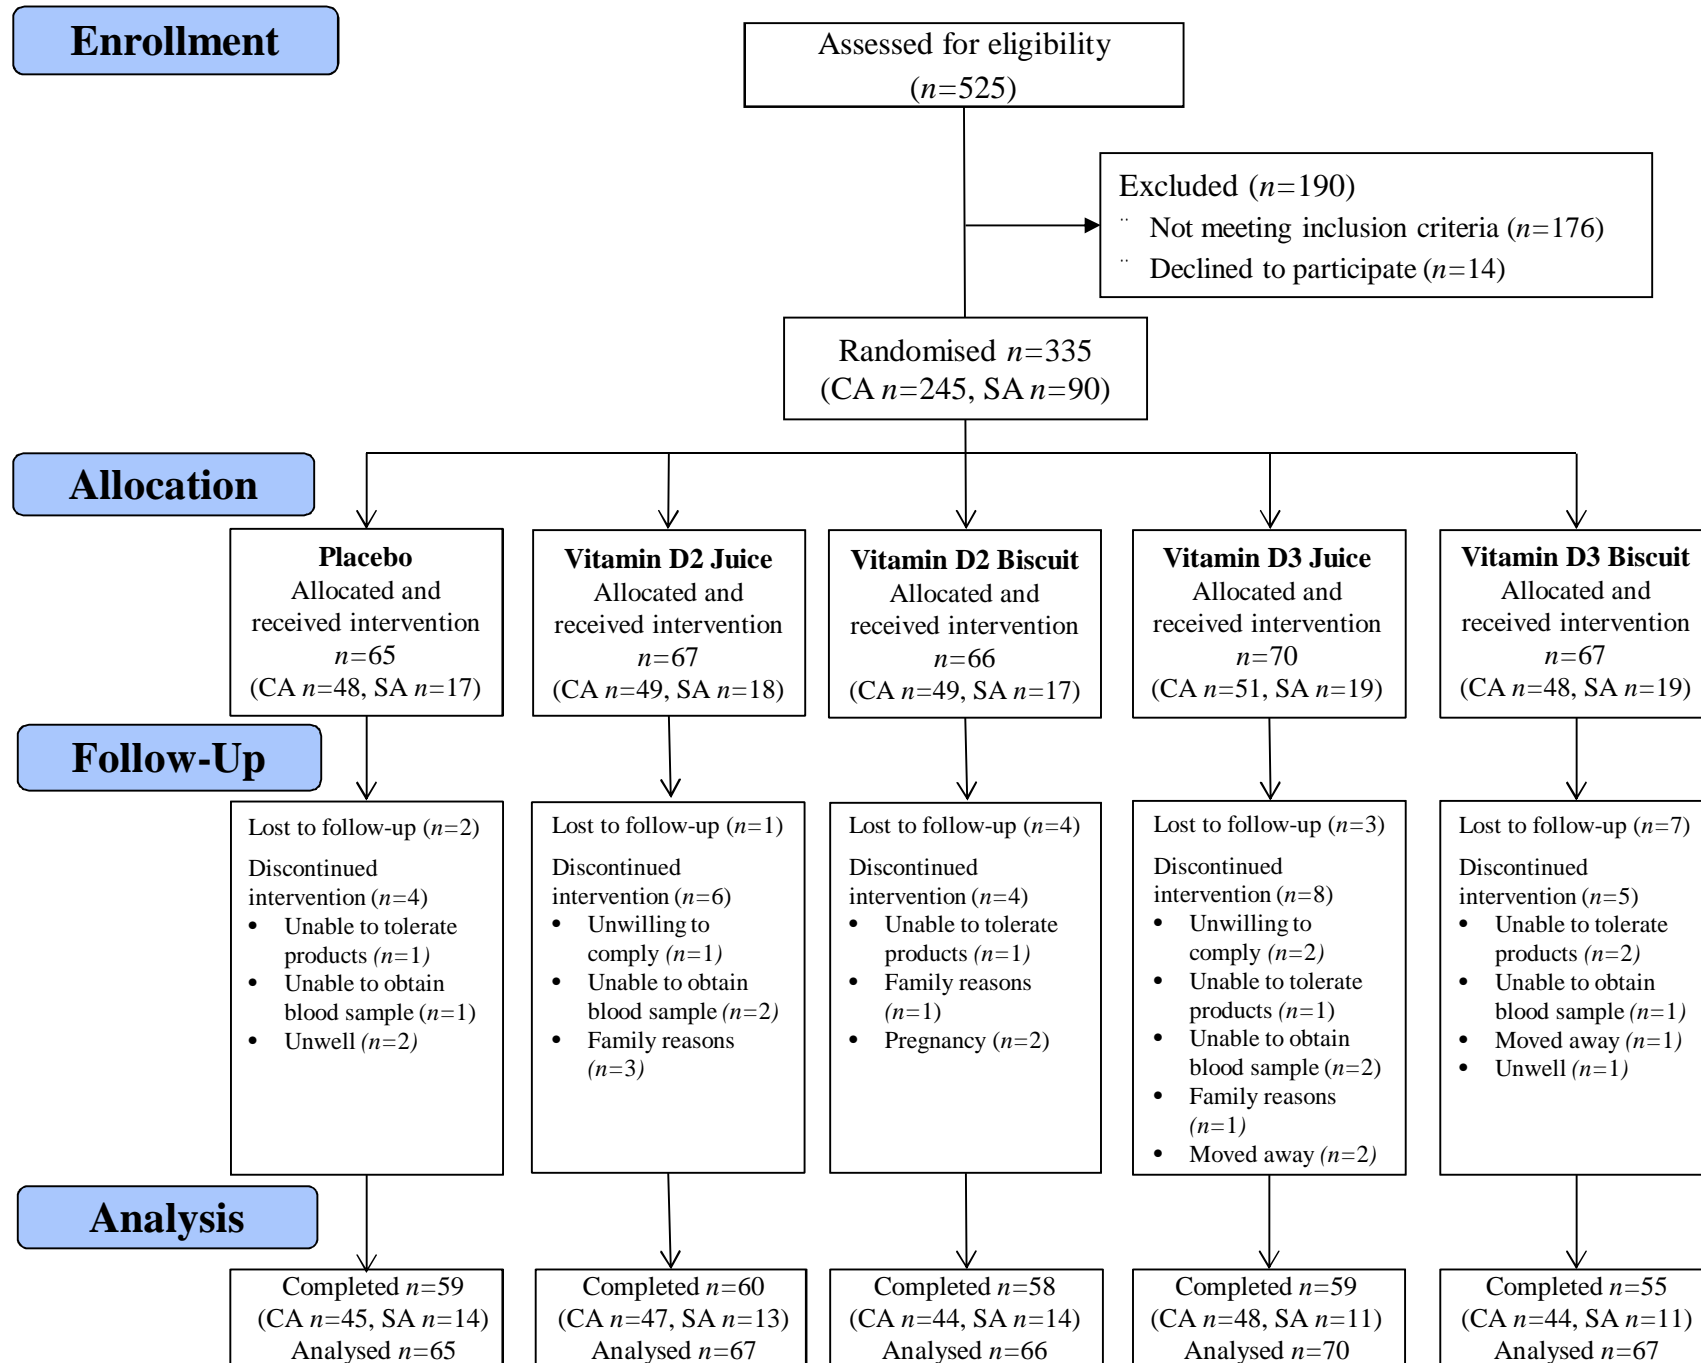 Enrollment
Assessed for eligibility
(n=525)
Excluded (n=190)
¨ Not meeting inclusion criteria (n=176)
¨ Declined to participate (n=14)
Randomised n=335
(CA n=245, SA n=90)
Allocation
Placebo
Allocated and
received intervention
n=65
(CA n=48, SA n=17)
Vitamin D2 Juice
Allocated and
received intervention
n=67
(CA n=49, SA n=18)
Vitamin D2 Biscuit
Allocated and
received intervention
n=66
(CA n=49, SA n=17)
Vitamin D3 Juice
Allocated and
received intervention
n=70
(CA n=51, SA n=19)
Vitamin D3 Biscuit
Allocated and
received intervention
n=67
(CA n=48, SA n=19)
Follow-Up
Lost to follow-up (n=2)
Discontinued
intervention (n=4)
• Unable to tolerate
products (n=1)
• Unable to obtain
blood sample (n=1)
• Unwell (n=2)
Lost to follow-up (n=1)
Discontinued
intervention (n=6)
• Unwilling to
comply (n=1)
• Unable to obtain
blood sample (n=2)
• Family reasons
(n=3)
Lost to follow-up (n=4)
Discontinued
intervention (n=4)
• Unable to tolerate
products (n=1)
• Family reasons
(n=1)
• Pregnancy (n=2)
Lost to follow-up (n=3)
Discontinued
intervention (n=8)
• Unwilling to
comply (n=2)
• Unable to tolerate
products (n=1)
• Unable to obtain
blood sample (n=2)
• Family reasons
(n=1)
• Moved away (n=2)
Lost to follow-up (n=7)
Discontinued
intervention (n=5)
• Unable to tolerate
products (n=2)
• Unable to obtain
blood sample (n=1)
• Moved away (n=1)
• Unwell (n=1)
Analysis
Completed n=59
(CA n=45, SA n=14)
Analysed n=65
Completed n=60
(CA n=47, SA n=13)
Analysed n=67
Completed n=58
(CA n=44, SA n=14)
Analysed n=66
Completed n=59
(CA n=48, SA n=11)
Analysed n=70
Completed n=55
(CA n=44, SA n=11)
Analysed n=67